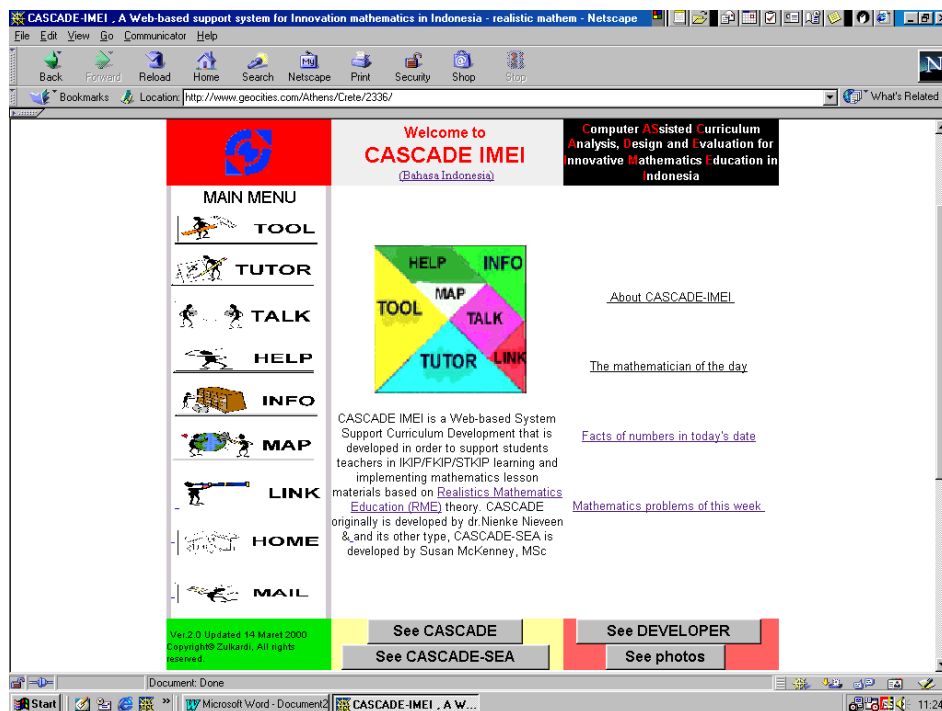 CASCADE-IMEI , A Web-based support system for Innovation mathematics in Indonesia - realistic mathem - Netscape
File Edit View Go Communicator Help
Back Forward Reload Home Search Netscape Print Security Shop Stop
My
N
Bookmarks Location: http://www.geocities.com/Athens/Crete/2336/ What's Related
Welcome to
CASCADE IMEI
(Bahasa Indonesia)
Computer ASsisted Curriculum
Analysis, Design and Evaluation for
Innovative Mathematics Education in
Indonesia
MAIN MENU
TOOL
TUTOR
TALK
HELP
INFO
MAP
LINK
HOME
MAIL
HELP INFO
MAP
TOOL TALK
TUTOR LINK
CASCADE IMEI is a Web-based System
Support Curriculum Development that is
developed in order to support students
teachers in IKIP/FKIP/STKIP learning and
implementing mathematics lesson
materials based on Realistics Mathematics
Education (RME) theory. CASCADE
originally is developed by dr.Nienke Nieveen
& and its other type, CASCADE-SEA is
developed by Susan McKenney, MSc
About CASCADE-IMEI
The mathematician of the day
Facts of numbers in today's date
Mathematics problems of this week
Ver.2.0 Updated 14 Maret 2000
Copyright® Zulkardi, All rights
reserved.
See CASCADE
See CASCADE-SEA
See DEVELOPER
See photos
Document: Done
Start » Microsoft Word - Document2 CASCADE-IMEI , A W... 11:24